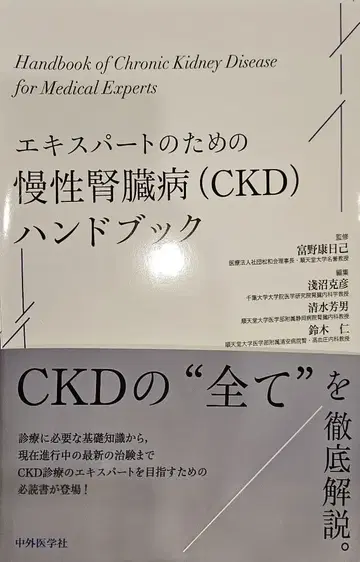 Handbook of Chronic Kidney Disease
for Medical Experts
エキスパートのための
慢性腎臓病（CKD）
ハンドブック
監修
富野康日己
医療法人社団松和会理事長・順天堂大学名誉教授
編集
淺沼克彦
千葉大学大学院医学研究院腎臓内科学教授
清水芳男
順天堂大学医学部附属静岡病院腎臓内科教授
鈴木 仁
順天堂大学医学部附属浦安病院腎・高血圧内科教授
CKDの“全て”を
徹底解説。
診療に必要な基礎知識から，
現在進行中の最新の治験まで
CKD診療のエキスパートを目指すための
必読書が登場！
中外医学社